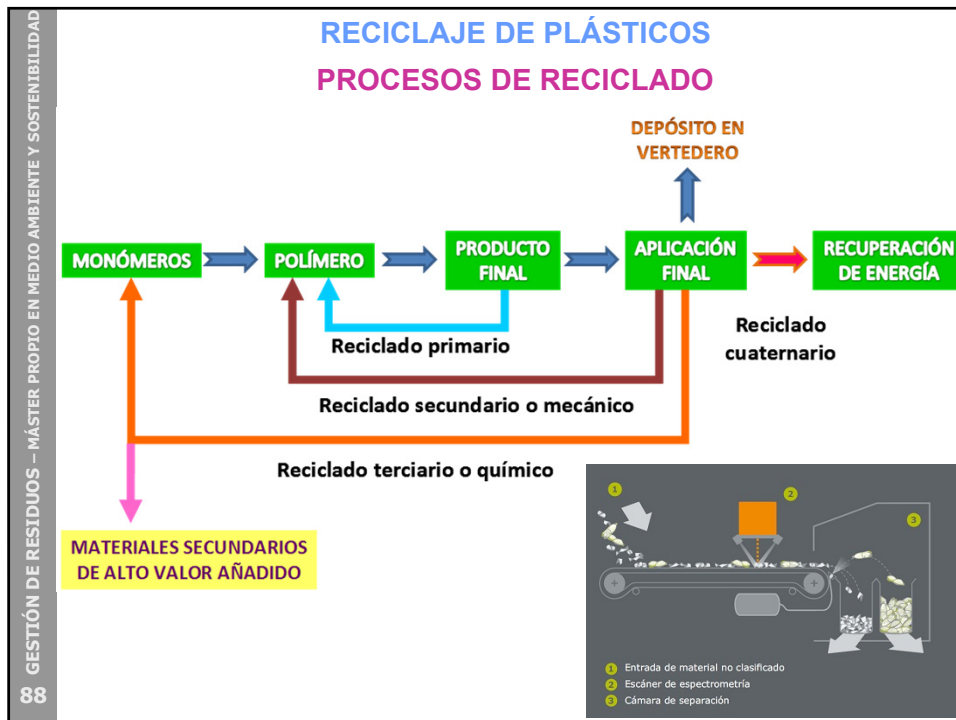 RECICLAJE DE PLÁSTICOS
PROCESOS DE RECICLADO
DEPÓSITO EN
VERTEDERO
MONÓMEROS
POLÍMERO
PRODUCTO
FINAL
APLICACIÓN
FINAL
RECUPERACIÓN
DE ENERGÍA
Reciclado primario
Reciclado
cuaternario
Reciclado secundario o mecánico
Reciclado terciario o químico
MATERIALES SECUNDARIOS
DE ALTO VALOR AÑADIDO
1
2
3
1 Entrada de material no clasificado
2 Escáner de espectrometría
3 Cámara de separación
GESTIÓN DE RESIDUOS – MÁSTER PROPIO EN MEDIO AMBIENTE Y SOSTENIBILIDAD
88